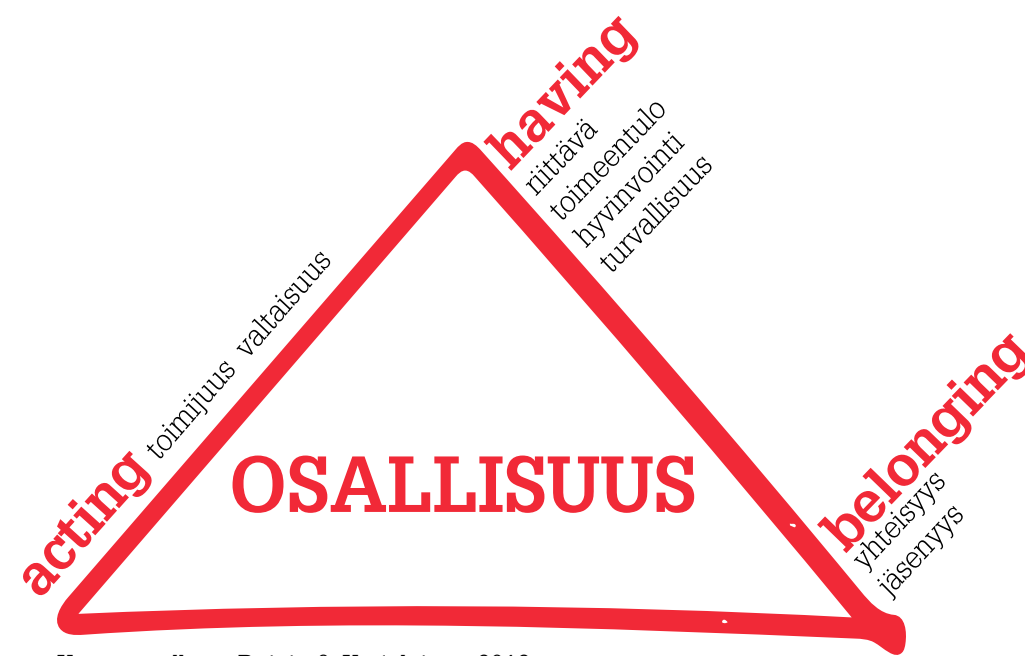 having
riittävä
toimeentulo
hyvinvointi
turvallisuus
acting
toimijuus valtaisuus
OSALLISUUS
belonging
yhteisyys
jäsenyys